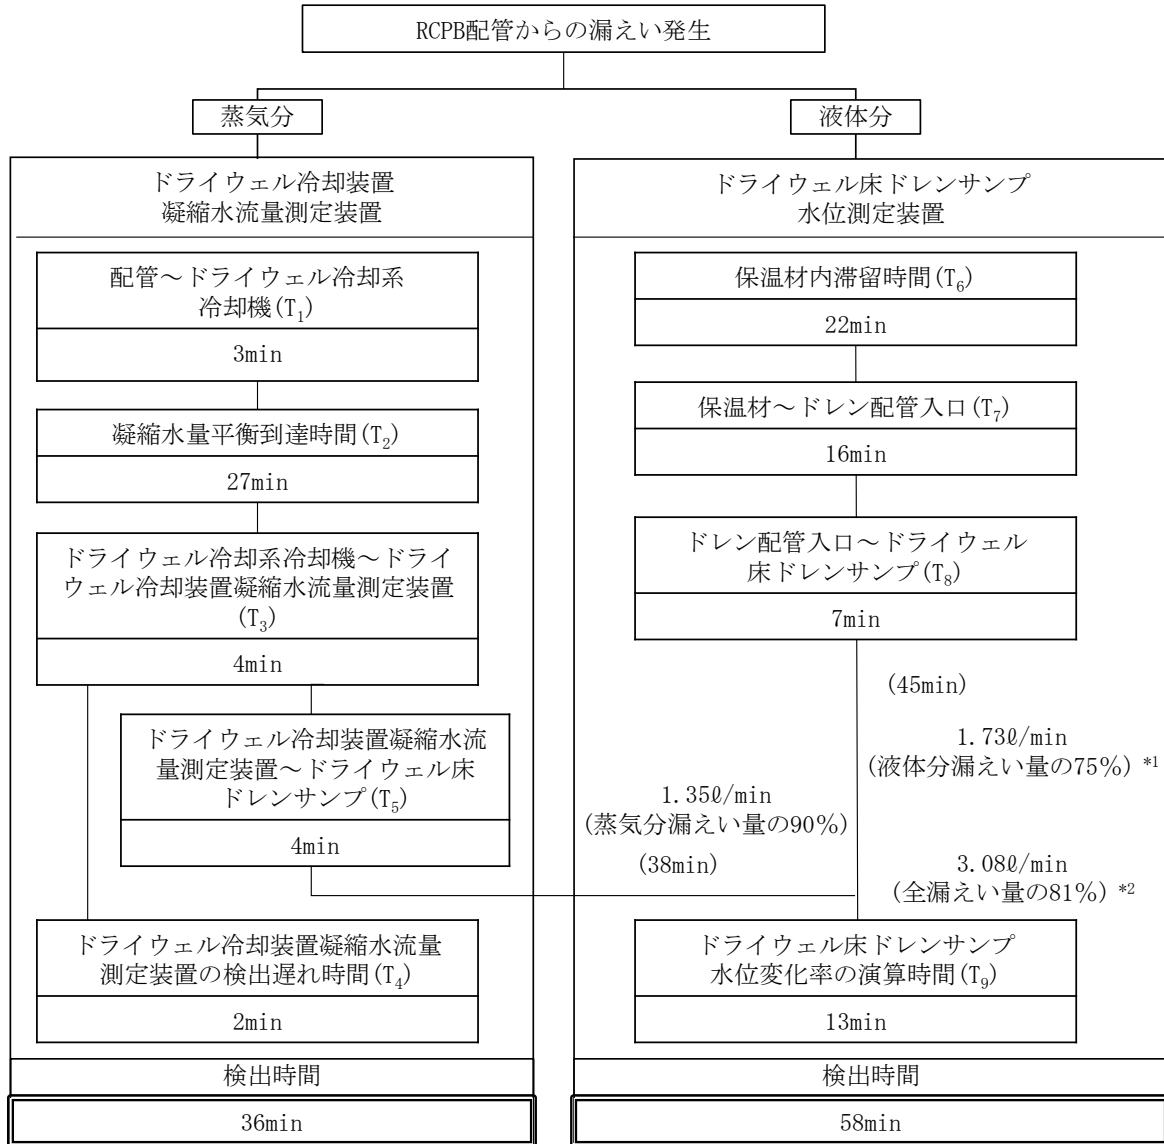 RCPB配管からの漏えい発生
蒸気分
液体分
ドライウェル冷却装置
凝縮水流量測定装置
配管～ドライウェル冷却系
冷却機(T1)
3min
凝縮水量平衡到達時間(T2)
27min
ドライウェル冷却系冷却機～ドライ
ウェル冷却装置凝縮水流量測定装置
(T3)
4min
ドライウェル冷却装置凝縮水流
量測定装置～ドライウェル床
ドレンサンプ(T5)
4min
ドライウェル冷却装置凝縮水流量
測定装置の検出遅れ時間(T4)
2min
検出時間
36min
ドライウェル床ドレンサンプ
水位測定装置
保温材内滞留時間(T6)
22min
保温材～ドレン配管入口(T7)
16min
ドレン配管入口～ドライウェル
床ドレンサンプ(T8)
7min
(45min)
1.73ℓ/min
(液体分漏えい量の75％) *1
1.35ℓ/min
(蒸気分漏えい量の90％)
(38min)
3.08ℓ/min
(全漏えい量の81％) *2
ドライウェル床ドレンサンプ
水位変化率の演算時間(T9)
13min
検出時間
58min